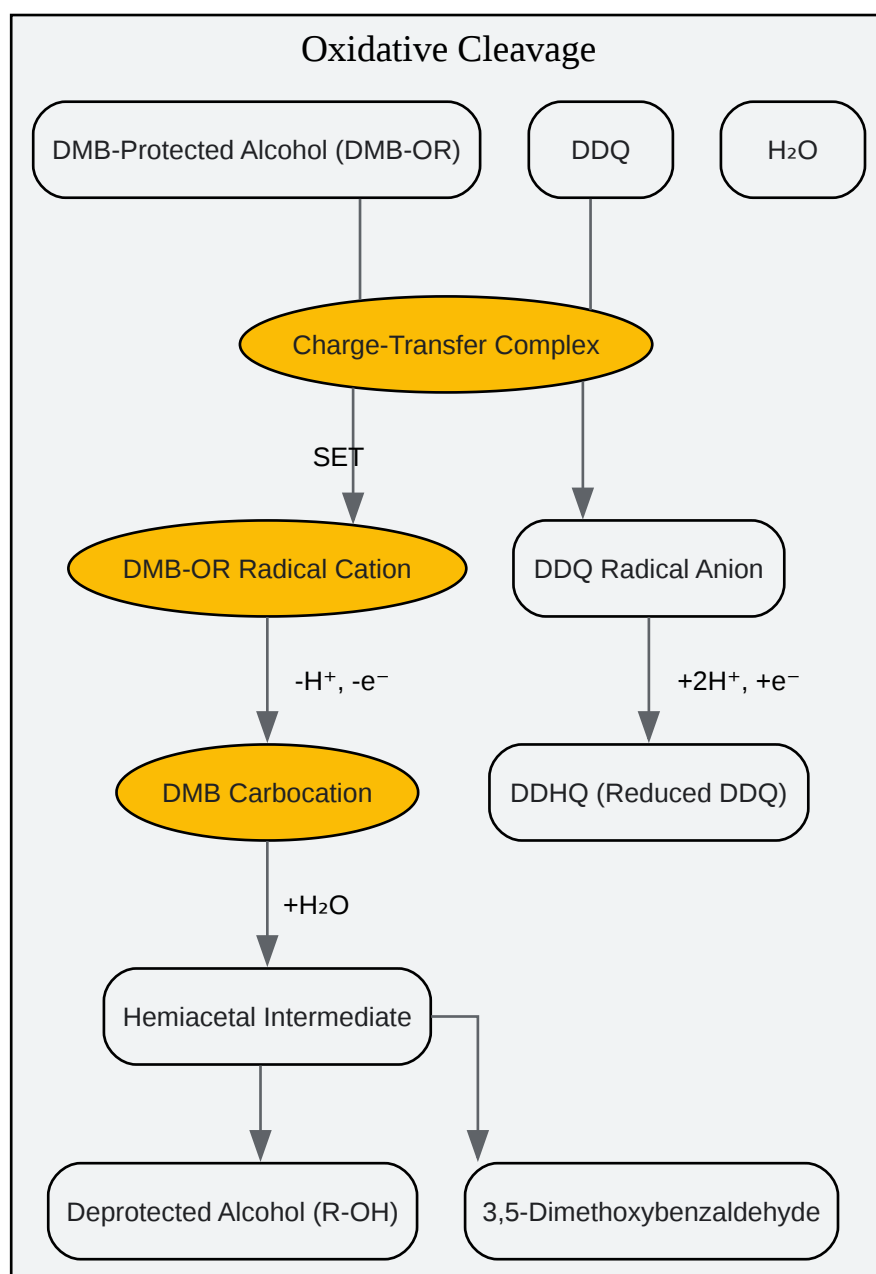 Oxidative Cleavage
DMB-Protected Alcohol (DMB-OR)
DDQ
H₂O
Charge-Transfer Complex
SET
DMB-OR Radical Cation
DDQ Radical Anion
-H⁺, -e⁻
+2H⁺, +e⁻
DMB Carbocation
DDHQ (Reduced DDQ)
+H₂O
Hemiacetal Intermediate
Deprotected Alcohol (R-OH)
3,5-Dimethoxybenzaldehyde